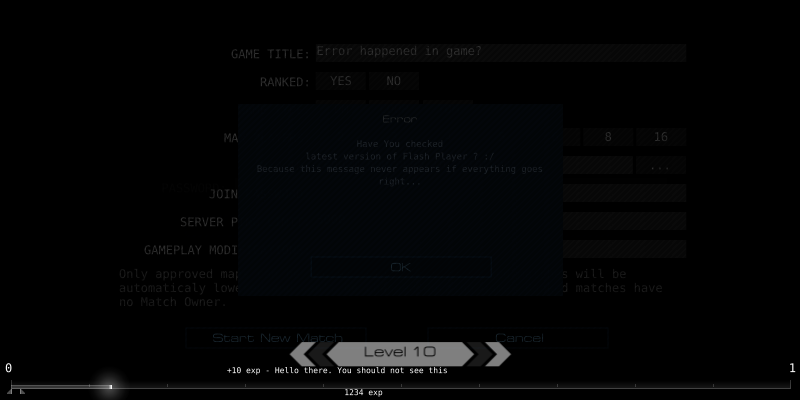 GAME TITLE: Error happened in game?
RANKED: YES NO
MA 8 16
...
JOIN
SERVER P
GAMEPLAY MODI
Error
Have You checked
latest version of Flash Player ? :/
Because this message never appears if everything goes
right...
OK
Only approved map s will be
automaticaly lowe d matches have
no Match Owner.
Start New Match Cancel
Level 10
0 +10 exp - Hello there. You should not see this 1
1234 exp